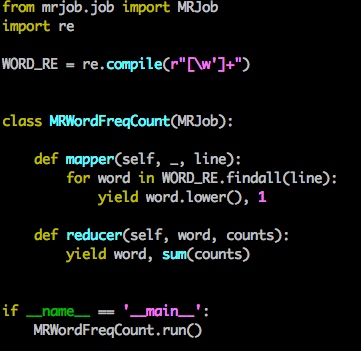 from mrjob.job import MRJob
import re
WORD_RE = re.compile(r"[\w']+")
class MRWordFreqCount(MRJob):
    def mapper(self, _, line):
        for word in WORD_RE.findall(line):
            yield word.lower(), 1
    def reducer(self, word, counts):
        yield word, sum(counts)
if __name__ == '__main__':
    MRWordFreqCount.run()